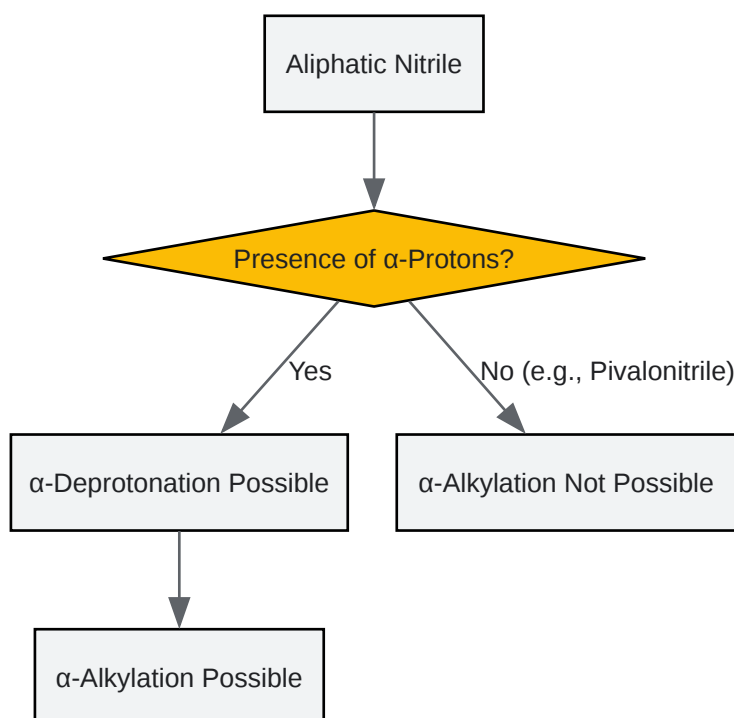 Aliphatic Nitrile
Presence of α-Protons?
Yes
No (e.g., Pivalonitrile)
α-Deprotonation Possible
α-Alkylation Not Possible
α-Alkylation Possible